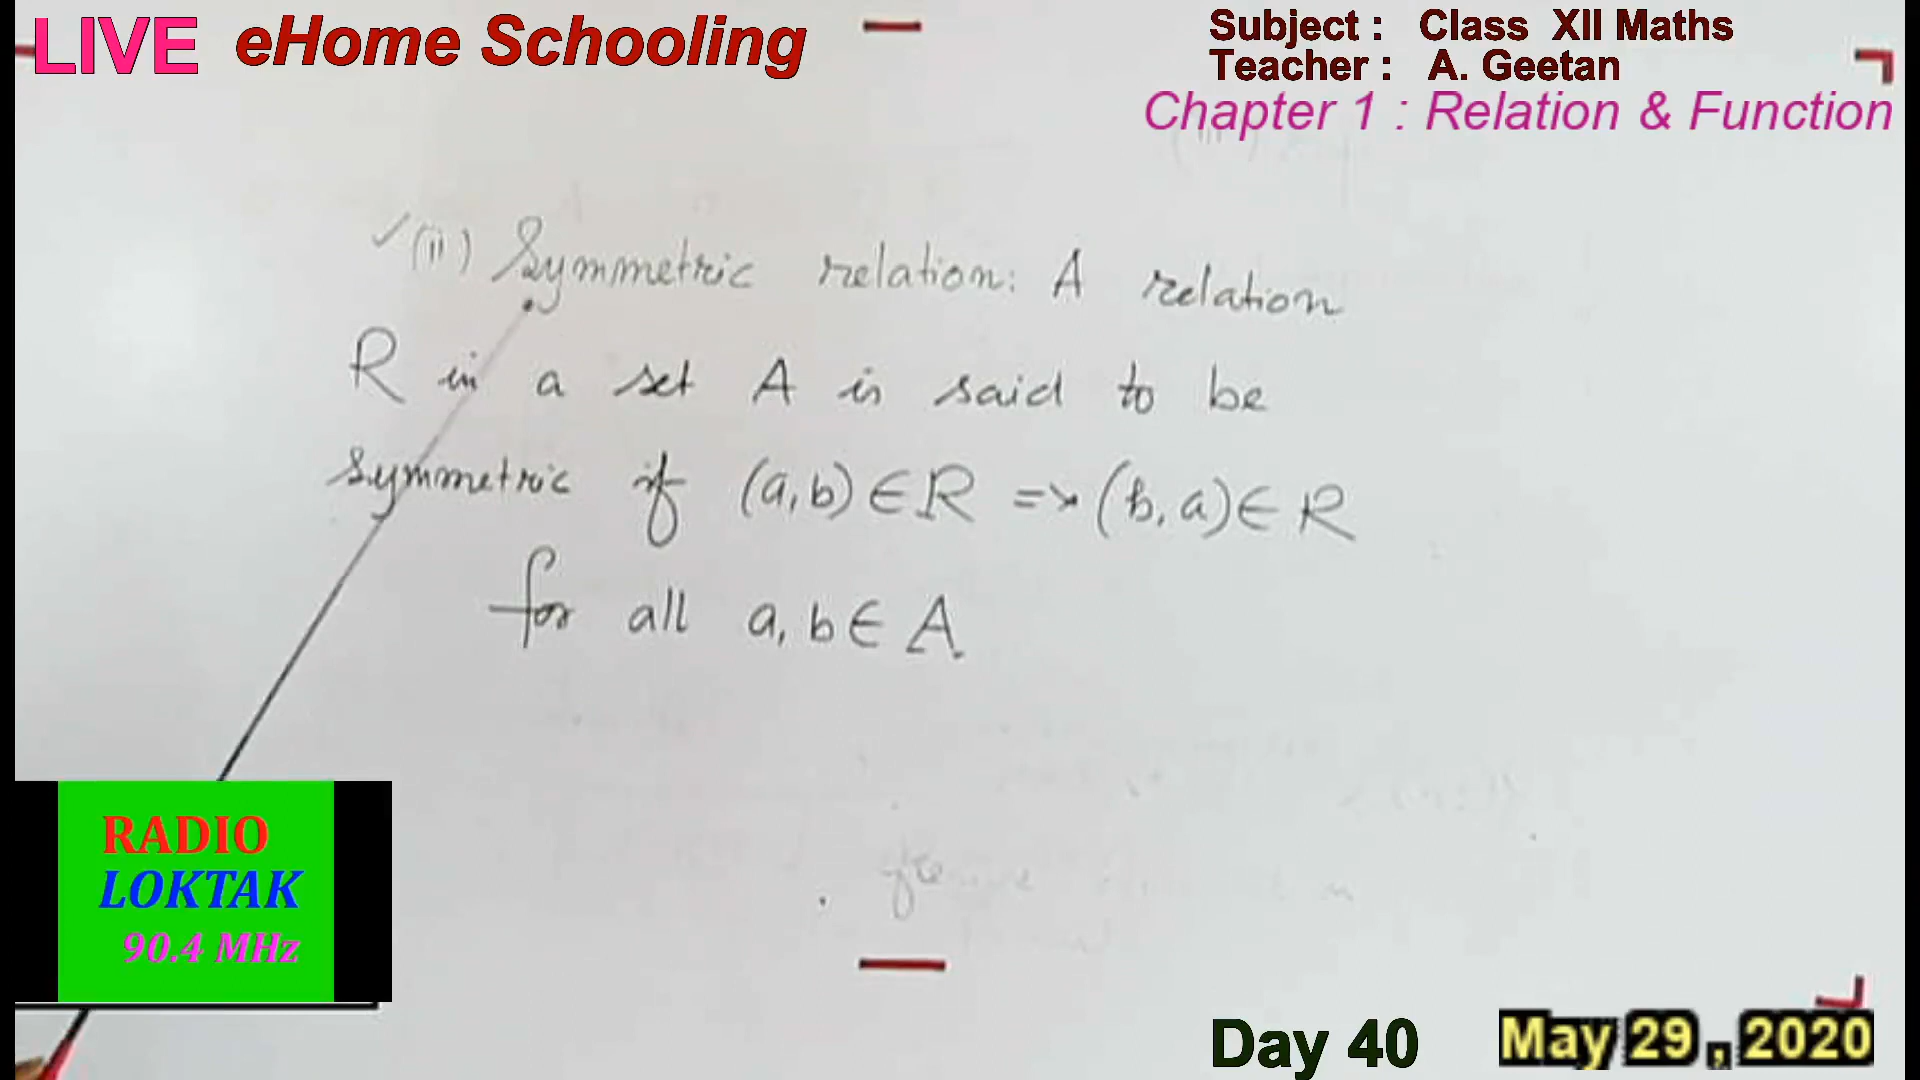 LIVE eHome Schooling
Subject : Class XII Maths
Teacher : A. Geetan
Chapter 1 : Relation & Function
✓(ii) Symmetric relation: A relation
R in a set A is said to be
symmetric if (a,b) ∈ R => (b,a) ∈ R
for all a, b ∈ A.
RADIO
LOKTAK
90.4 MHz
Day 40
May 29, 2020